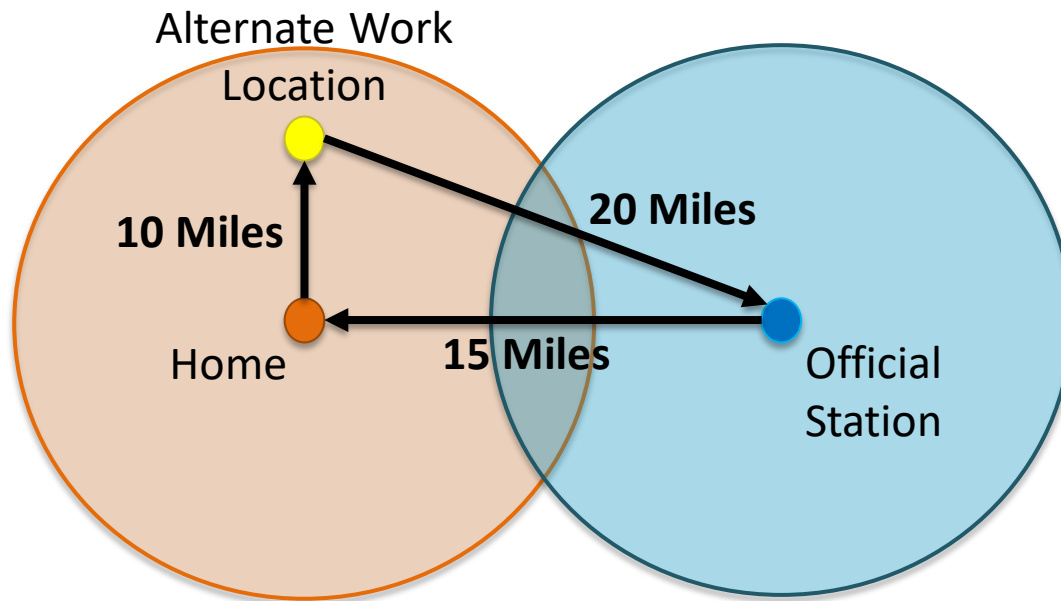 Alternate Work
Location
10 Miles
20 Miles
Home
15 Miles
Official
Station